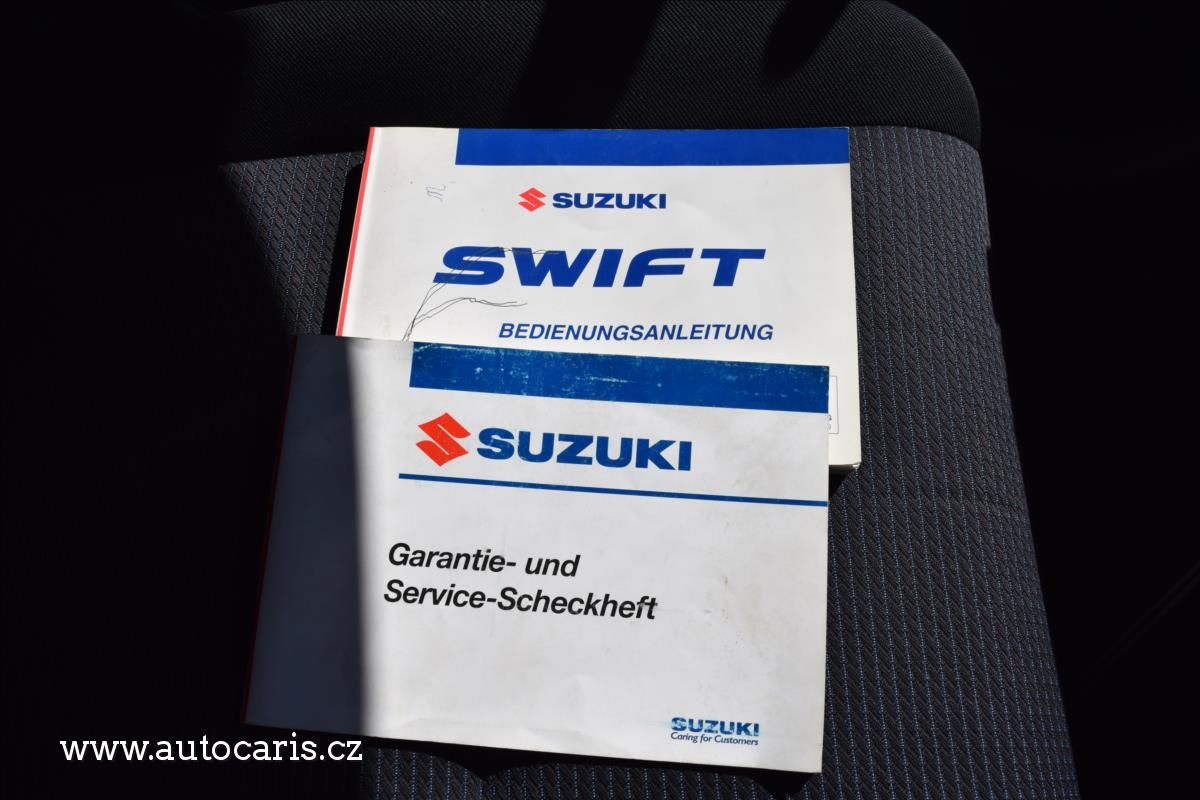 SUZUKI
SWIFT
BEDIENUNGSANLEITUNG
SUZUKI
Garantie- und
Service-Scheckheft
SUZUKI
Caring for Customers
www.autocaris.cz